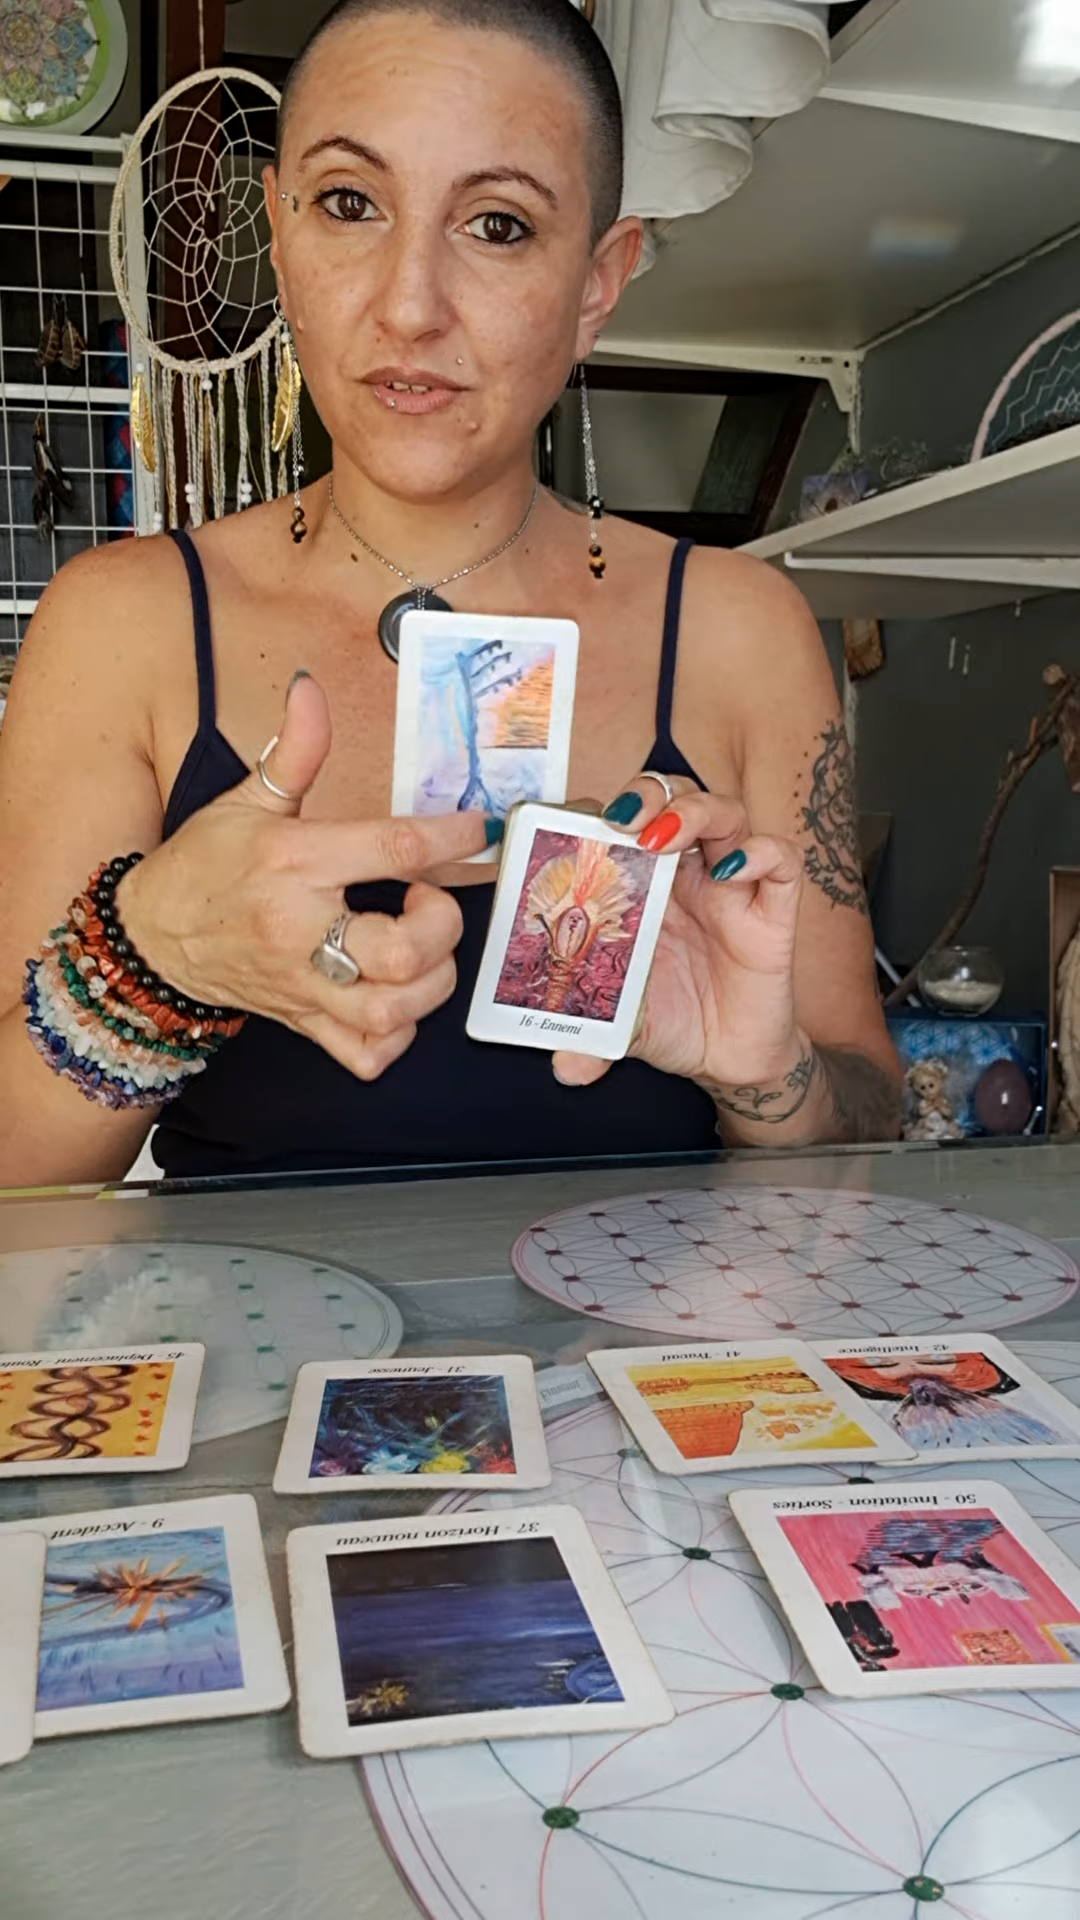 16 - Ennemi
45 - Déplacement - Route
31 - Jeunesse
41 - Travail
42 - Intelligence
9 - Accident
37 - Horizon nouveau
50 - Invitation - Sorties